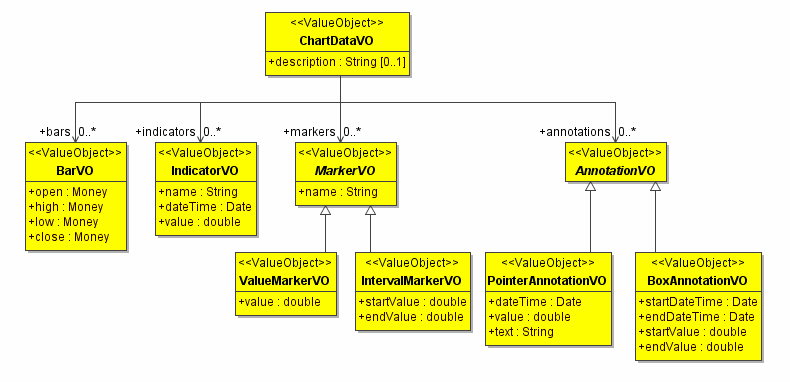 <<ValueObject>>
ChartDataVO
+description : String [0..1]
+bars 0..*
+indicators 0..*
+markers 0..*
+annotations 0..*
<<ValueObject>>
BarVO
+open : Money
+high : Money
+low : Money
+close : Money
<<ValueObject>>
IndicatorVO
+name : String
+dateTime : Date
+value : double
<<ValueObject>>
MarkerVO
+name : String
<<ValueObject>>
AnnotationVO
<<ValueObject>>
ValueMarkerVO
+value : double
<<ValueObject>>
IntervalMarkerVO
+startValue : double
+endValue : double
<<ValueObject>>
PointerAnnotationVO
+dateTime : Date
+value : double
+text : String
<<ValueObject>>
BoxAnnotationVO
+startDateTime : Date
+endDateTime : Date
+startValue : double
+endValue : double